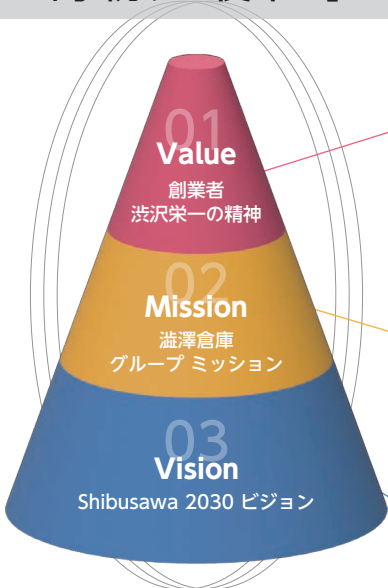 01
Value
創業者
渋沢栄一の精神
02
Mission
澁澤倉庫
グループ ミッション
03
Vision
Shibusawa 2030 ビジョン